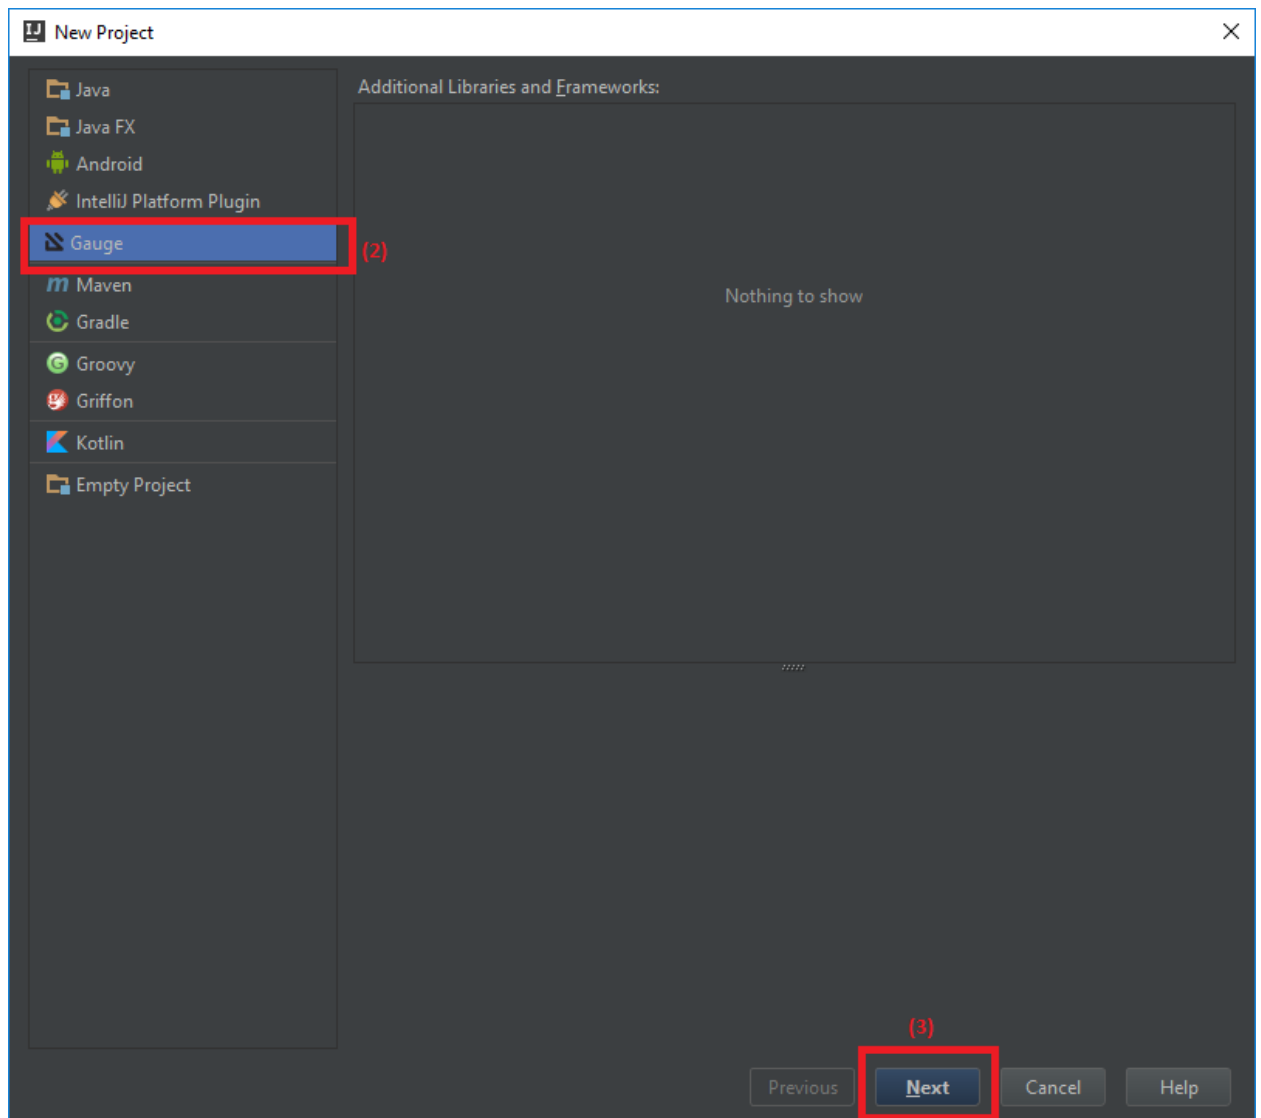 New Project
Java
Java FX
Android
IntelliJ Platform Plugin
Gauge
(2)
Maven
Gradle
Groovy
Griffon
Kotlin
Empty Project
Additional Libraries and Frameworks:
Nothing to show
(3)
Previous
Next
Cancel
Help